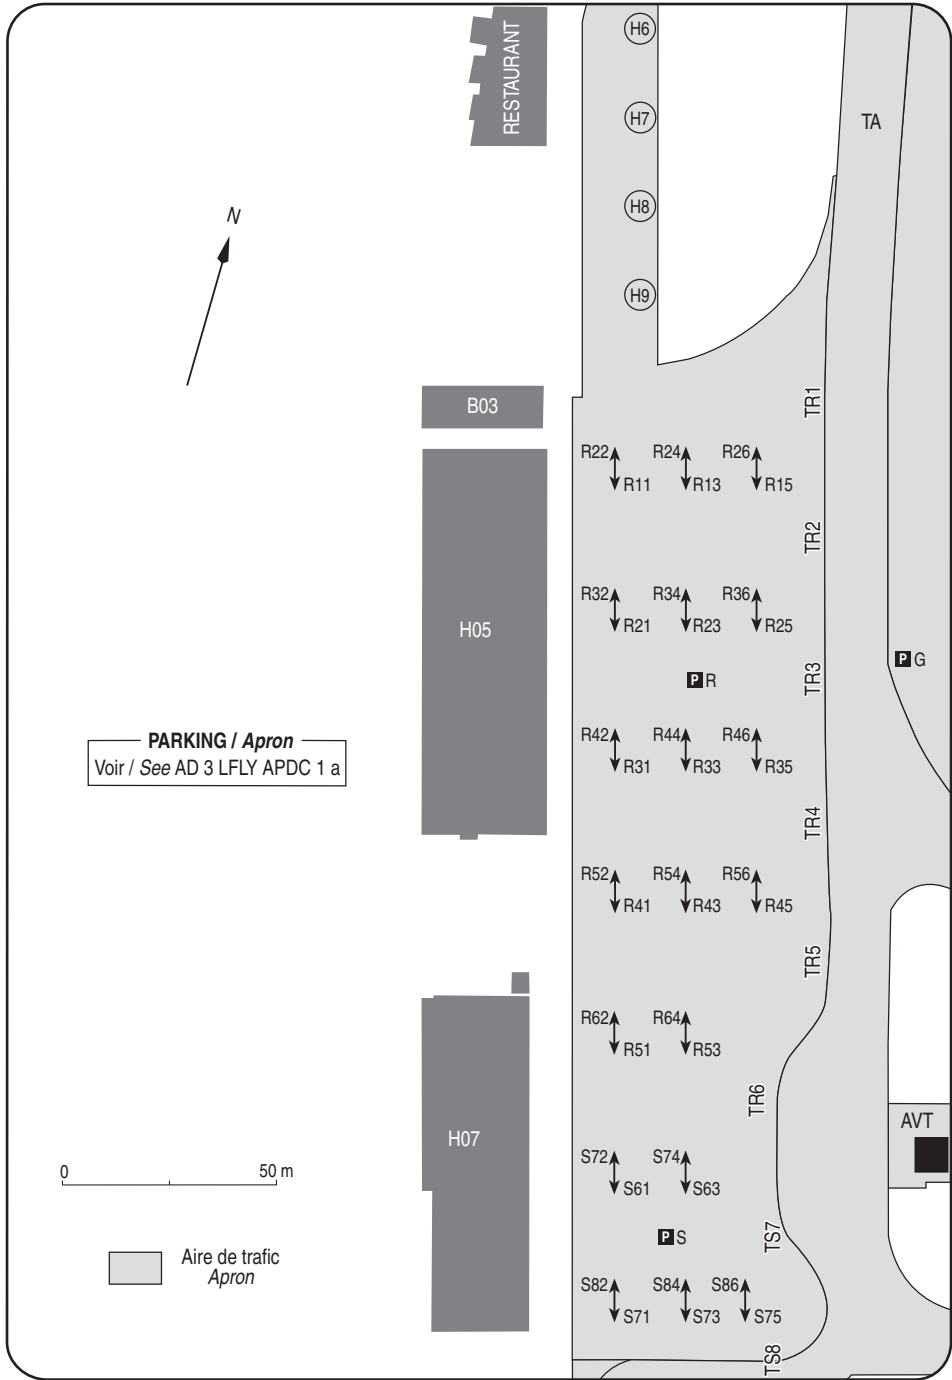 RESTAURANT
H6
H7
TA
H8
N
H9
B03
TR1
R22 R24 R26
R11 R13 R15
TR2
R32 R34 R36
R21 R23 R25
H05
P G
P R
TR3
R42 R44 R46
PARKING / Apron
Voir / See AD 3 LFLY APDC 1 a
R31 R33 R35
TR4
R52 R54 R56
R41 R43 R45
TR5
R62 R64
R51 R53
TR6
AVT
H07
S72 S74
0 50 m
S61 S63
P S
TS7
Aire de trafic
Apron
S82 S84 S86
S71 S73 S75
TS8